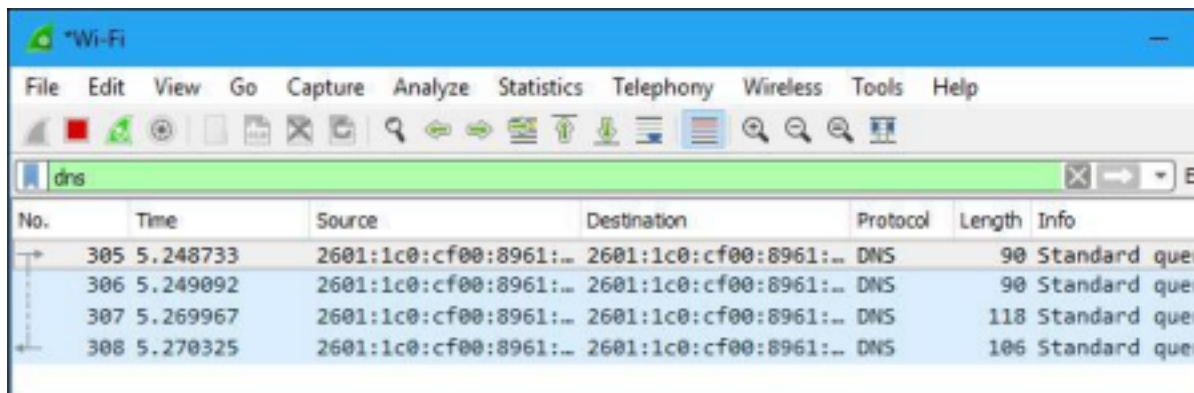 *Wi-Fi
File Edit View Go Capture Analyze Statistics Telephony Wireless Tools Help
dns E
No. Time Source Destination Protocol Length Info
305 5.248733 2601:1c0:cf00:8961:… 2601:1c0:cf00:8961:… DNS 90 Standard que
306 5.249092 2601:1c0:cf00:8961:… 2601:1c0:cf00:8961:… DNS 90 Standard que
307 5.269967 2601:1c0:cf00:8961:… 2601:1c0:cf00:8961:… DNS 118 Standard que
308 5.270325 2601:1c0:cf00:8961:… 2601:1c0:cf00:8961:… DNS 106 Standard que